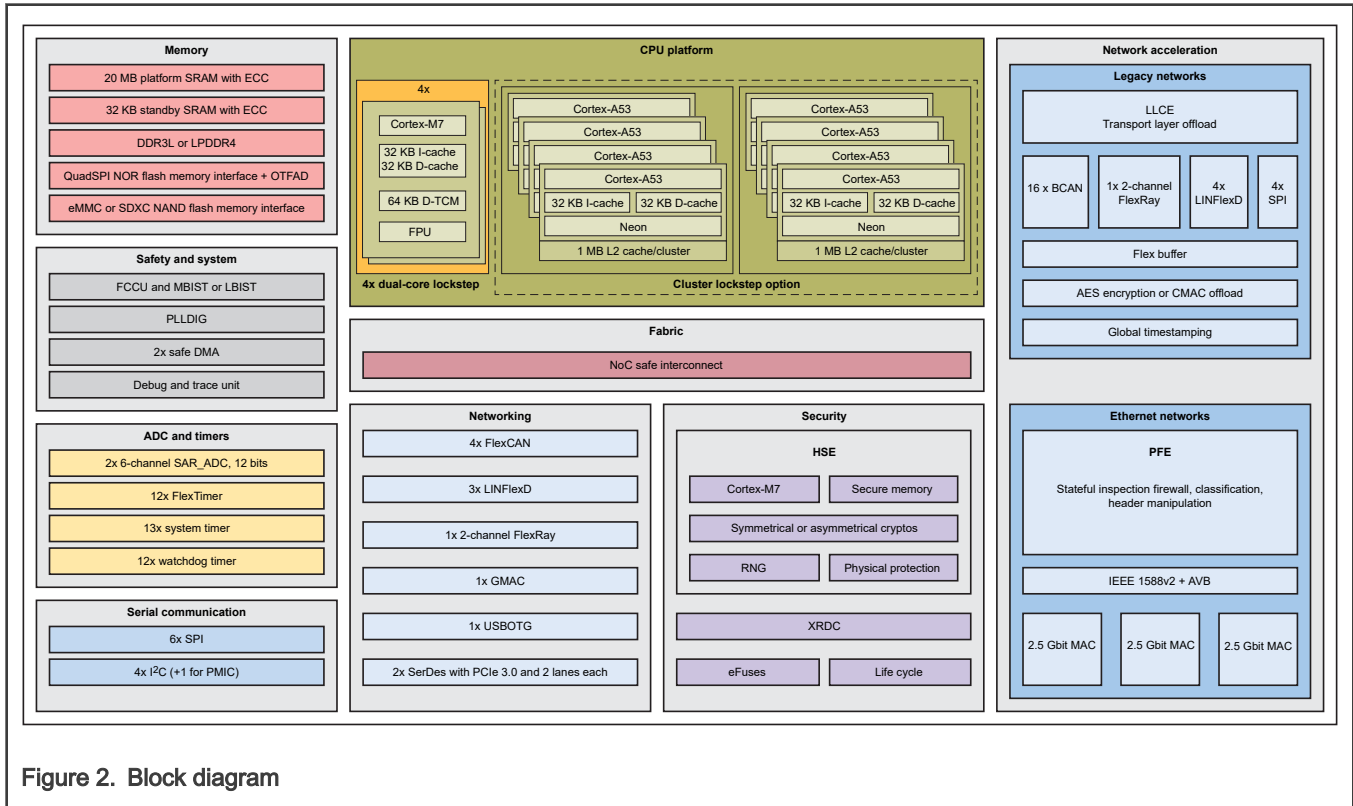 Memory
20 MB platform SRAM with ECC
32 KB standby SRAM with ECC
DDR3L or LPDDR4
QuadSPI NOR flash memory interface + OTFAD
eMMC or SDXC NAND flash memory interface
Safety and system
FCCU and MBIST or LBIST
PLLDIG
2x safe DMA
Debug and trace unit
ADC and timers
2x 6-channel SAR_ADC, 12 bits
12x FlexTimer
13x system timer
12x watchdog timer
Serial communication
6x SPI
4x I²C (+1 for PMIC)
CPU platform
4x
Cortex-M7
32 KB I-cache
32 KB D-cache
64 KB D-TCM
FPU
4x dual-core lockstep
Cortex-A53
Cortex-A53
Cortex-A53
Cortex-A53
32 KB I-cache
32 KB D-cache
Neon
1 MB L2 cache/cluster
Cortex-A53
Cortex-A53
Cortex-A53
Cortex-A53
32 KB I-cache
32 KB D-cache
Neon
1 MB L2 cache/cluster
Cluster lockstep option
Fabric
NoC safe interconnect
Networking
4x FlexCAN
3x LINFlexD
1x 2-channel FlexRay
1x GMAC
1x USBOTG
2x SerDes with PCIe 3.0 and 2 lanes each
Security
HSE
Cortex-M7
Secure memory
Symmetrical or asymmetrical cryptos
RNG
Physical protection
XRDC
eFuses
Life cycle
Network acceleration
Legacy networks
LLCE
Transport layer offload
16 x BCAN
1x 2-channel
FlexRay
4x
LINFlexD
4x
SPI
Flex buffer
AES encryption or CMAC offload
Global timestamping
Ethernet networks
PFE
Stateful inspection firewall, classification,
header manipulation
IEEE 1588v2 + AVB
2.5 Gbit MAC
2.5 Gbit MAC
2.5 Gbit MAC
Figure 2. Block diagram